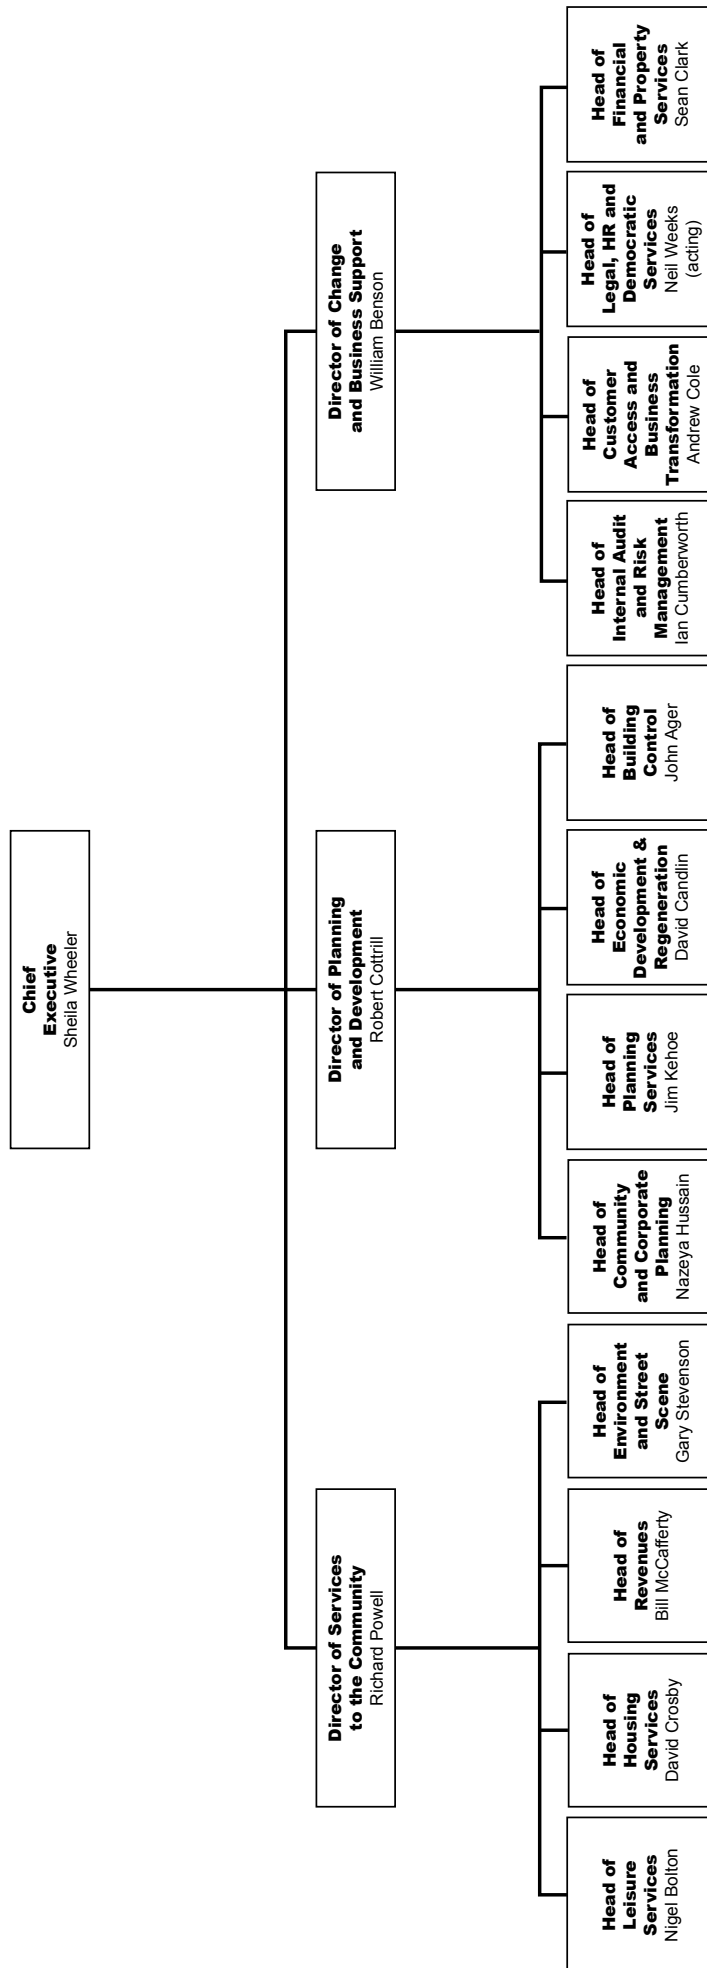 Chief
Executive
Sheila Wheeler
Director of Services
to the Community
Richard Powell
Director of Planning
and Development
Robert Cottrill
Director of Change
and Business Support
William Benson
Head of
Leisure
Services
Nigel Bolton
Head of
Housing
Services
David Crosby
Head of
Revenues
Bill McCafferty
Head of
Environment
and Street
Scene
Gary Stevenson
Head of
Community
and Corporate
Planning
Nazeya Hussain
Head of
Planning
Services
Jim Kehoe
Head of
Economic
Development &
Regeneration
David Candlin
Head of
Building
Control
John Ager
Head of
Internal Audit
and Risk
Management
Ian Cumberworth
Head of
Customer
Access and
Business
Transformation
Andrew Cole
Head of
Legal, HR and
Democratic
Services
Neil Weeks
(acting)
Head of
Financial
and Property
Services
Sean Clark